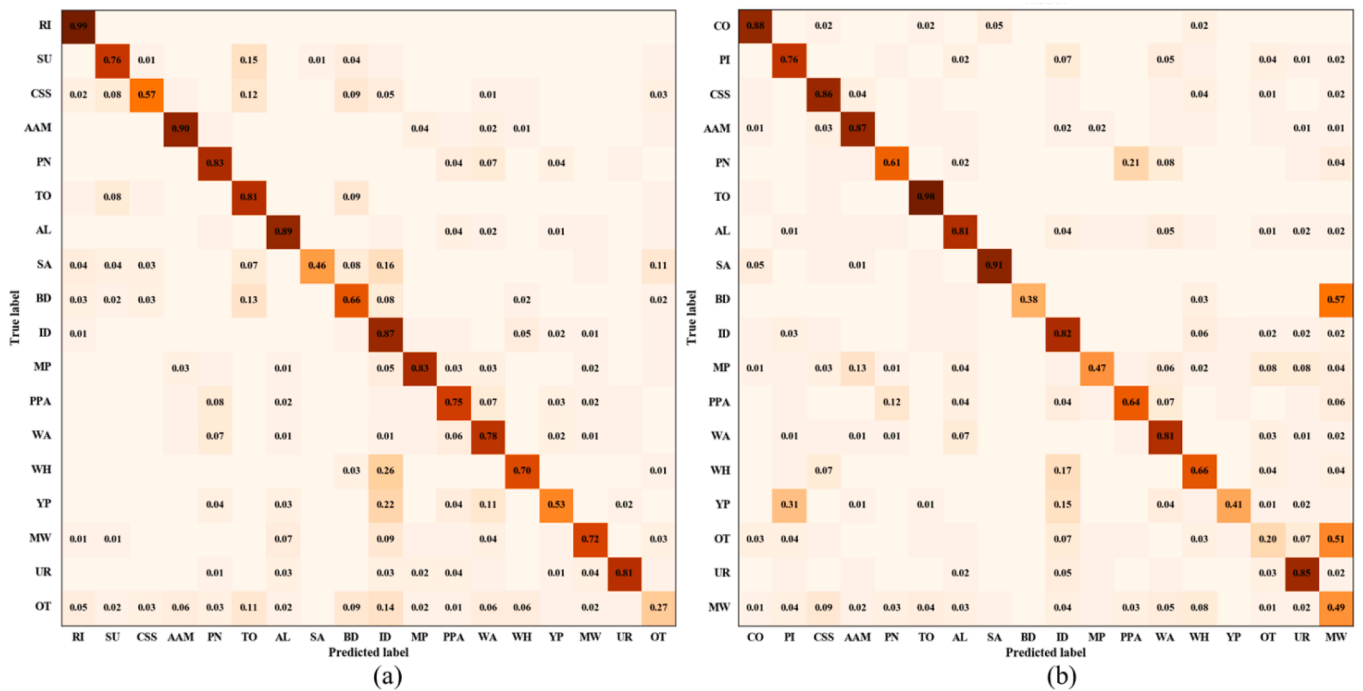 RI 0.99
SU 0.76 0.01 0.15 0.01 0.04
CSS 0.02 0.08 0.57 0.12 0.09 0.05 0.01 0.03
AAM 0.90 0.04 0.02 0.01
PN 0.83 0.04 0.07 0.04
TO 0.08 0.81 0.09
AL 0.89 0.04 0.02 0.01
SA 0.04 0.04 0.03 0.07 0.46 0.08 0.16 0.11
BD 0.03 0.02 0.03 0.13 0.66 0.08 0.02 0.02
ID 0.01 0.87 0.05 0.02 0.01
MP 0.03 0.01 0.05 0.83 0.03 0.03 0.02
PPA 0.08 0.02 0.75 0.07 0.03 0.02
WA 0.07 0.01 0.01 0.06 0.78 0.02 0.01
WH 0.03 0.26 0.70 0.01
YP 0.04 0.03 0.22 0.04 0.11 0.53 0.02
MW 0.01 0.01 0.07 0.09 0.04 0.72 0.03
UR 0.01 0.03 0.03 0.02 0.04 0.01 0.04 0.81
OT 0.05 0.02 0.03 0.06 0.03 0.11 0.02 0.09 0.14 0.02 0.01 0.06 0.06 0.02 0.27
True label
RI SU CSS AAM PN TO AL SA BD ID MP PPA WA WH YP MW UR OT
Predicted label
(a)
CO 0.88 0.02 0.02 0.05 0.02
PI 0.76 0.02 0.07 0.05 0.04 0.01 0.02
CSS 0.86 0.04 0.04 0.01 0.02
AAM 0.01 0.03 0.87 0.02 0.02 0.01 0.01
PN 0.61 0.02 0.21 0.08 0.04
TO 0.98
AL 0.01 0.81 0.04 0.05 0.01 0.02 0.02
SA 0.05 0.01 0.91
BD 0.38 0.03 0.57
ID 0.03 0.82 0.06 0.02 0.02 0.02
MP 0.01 0.03 0.13 0.01 0.04 0.47 0.06 0.02 0.08 0.08 0.04
PPA 0.12 0.04 0.04 0.64 0.07 0.06
WA 0.01 0.01 0.01 0.07 0.81 0.03 0.01 0.02
WH 0.07 0.17 0.66 0.04 0.04
YP 0.31 0.01 0.01 0.15 0.04 0.41 0.01 0.02
OT 0.03 0.04 0.07 0.03 0.20 0.07 0.51
UR 0.02 0.05 0.03 0.85 0.02
MW 0.01 0.04 0.09 0.02 0.03 0.04 0.03 0.04 0.03 0.05 0.08 0.01 0.02 0.49
True label
CO PI CSS AAM PN TO AL SA BD ID MP PPA WA WH YP OT UR MW
Predicted label
(b)